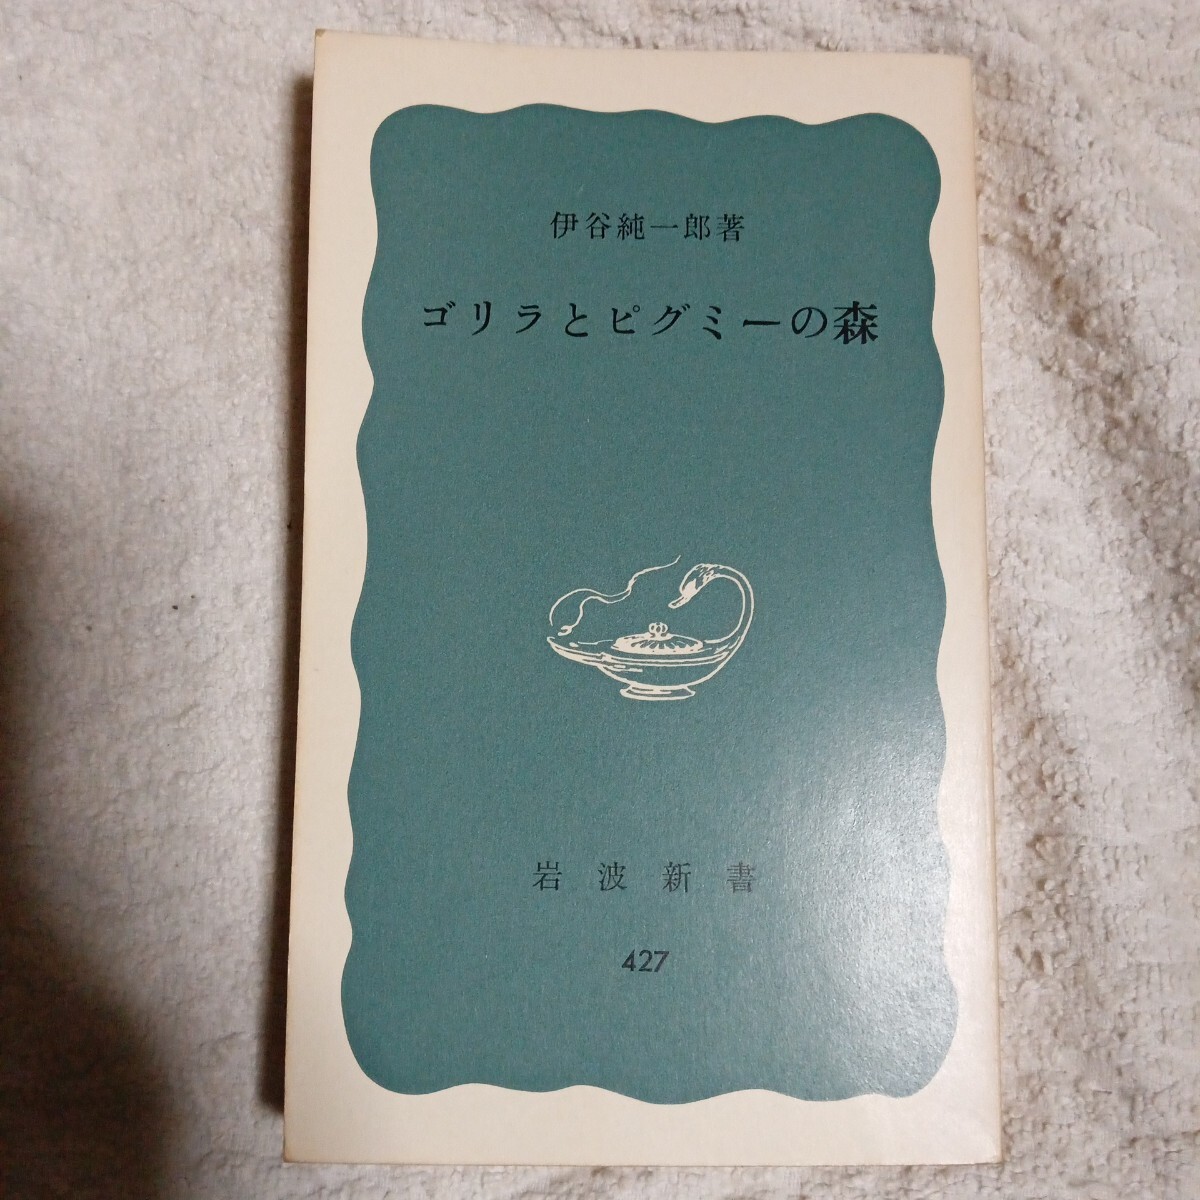 伊谷純一郎著
ゴリラとピグミーの森
岩波新書
427